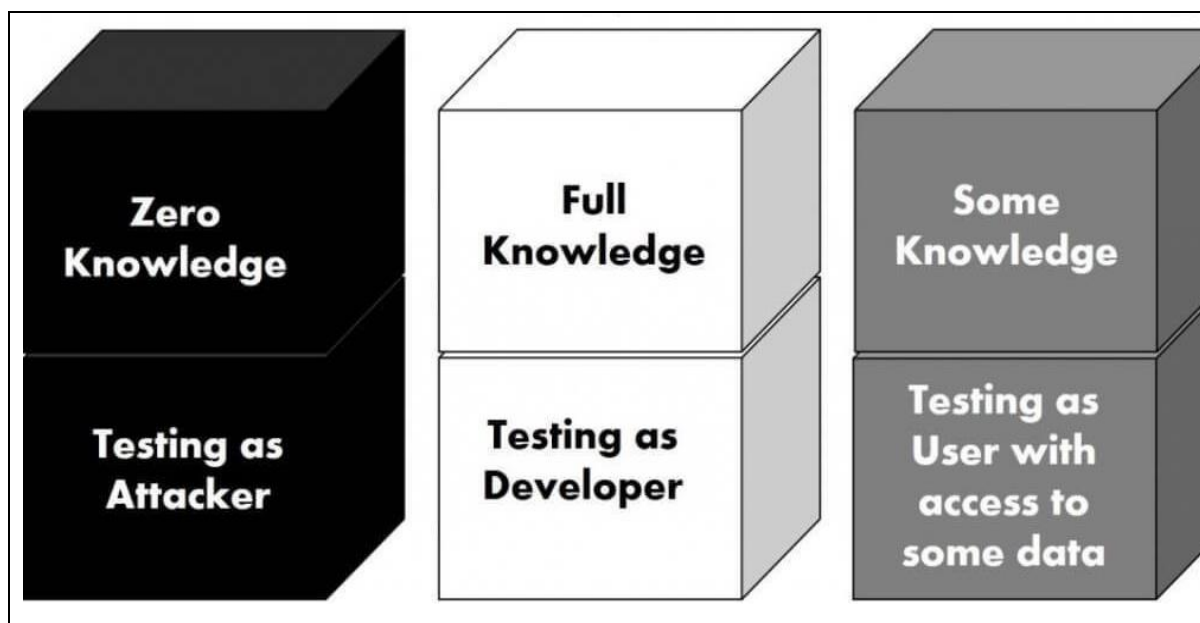 Zero
Knowledge
Testing as
Attacker
Full
Knowledge
Testing as
Developer
Some
Knowledge
Testing as
User with
access to
some data